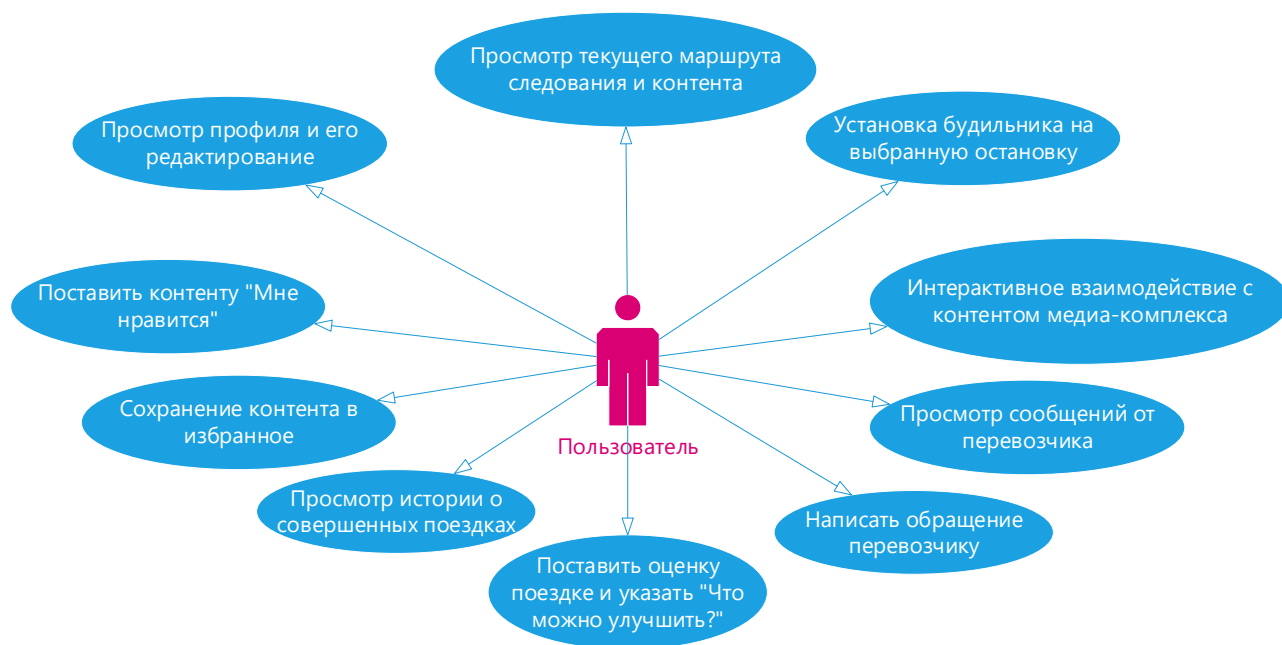 Просмотр текущего маршрута
следования и контента
Просмотр профиля и его
редактирование
Установка будильника на
выбранную остановку
Поставить контенту "Мне
нравится"
Интерактивное взаимодействие с
контентом медиа-комплекса
Сохранение контента в
избранное
Просмотр сообщений от
перевозчика
Пользователь
Просмотр истории о
совершенных поездках
Написать обращение
перевозчику
Поставить оценку
поездке и указать "Что
можно улучшить?"